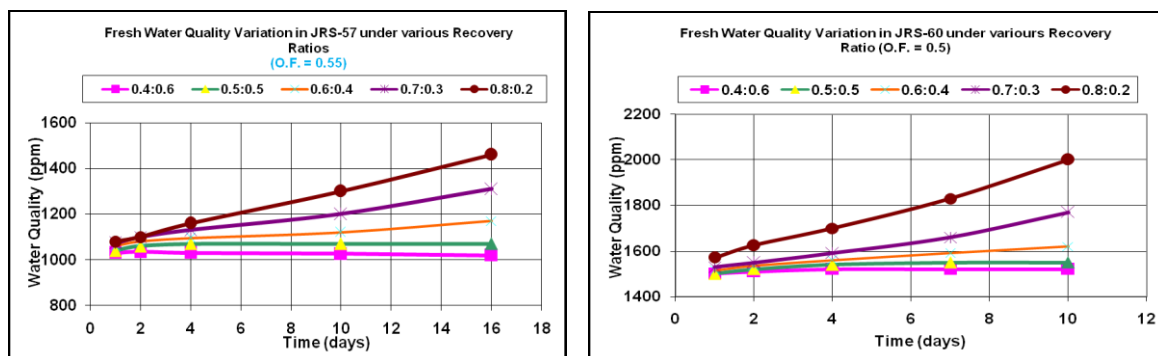 Fresh Water Quality Variation in JRS-57 under various Recovery
Ratios
(O.F. = 0.55)
0.4:0.6 0.5:0.5 0.6:0.4 0.7:0.3 0.8:0.2
Water Quality (ppm)
1600
1400
1200
1000
800
0 2 4 6 8 10 12 14 16 18
Time (days)
Fresh Water Quality Variation in JRS-60 under variours Recovery
Ratio (O.F. = 0.5)
0.4:0.6 0.5:0.5 0.6:0.4 0.7:0.3 0.8:0.2
Water Quality (ppm)
2200
2000
1800
1600
1400
0 2 4 6 8 10 12
Time (days)